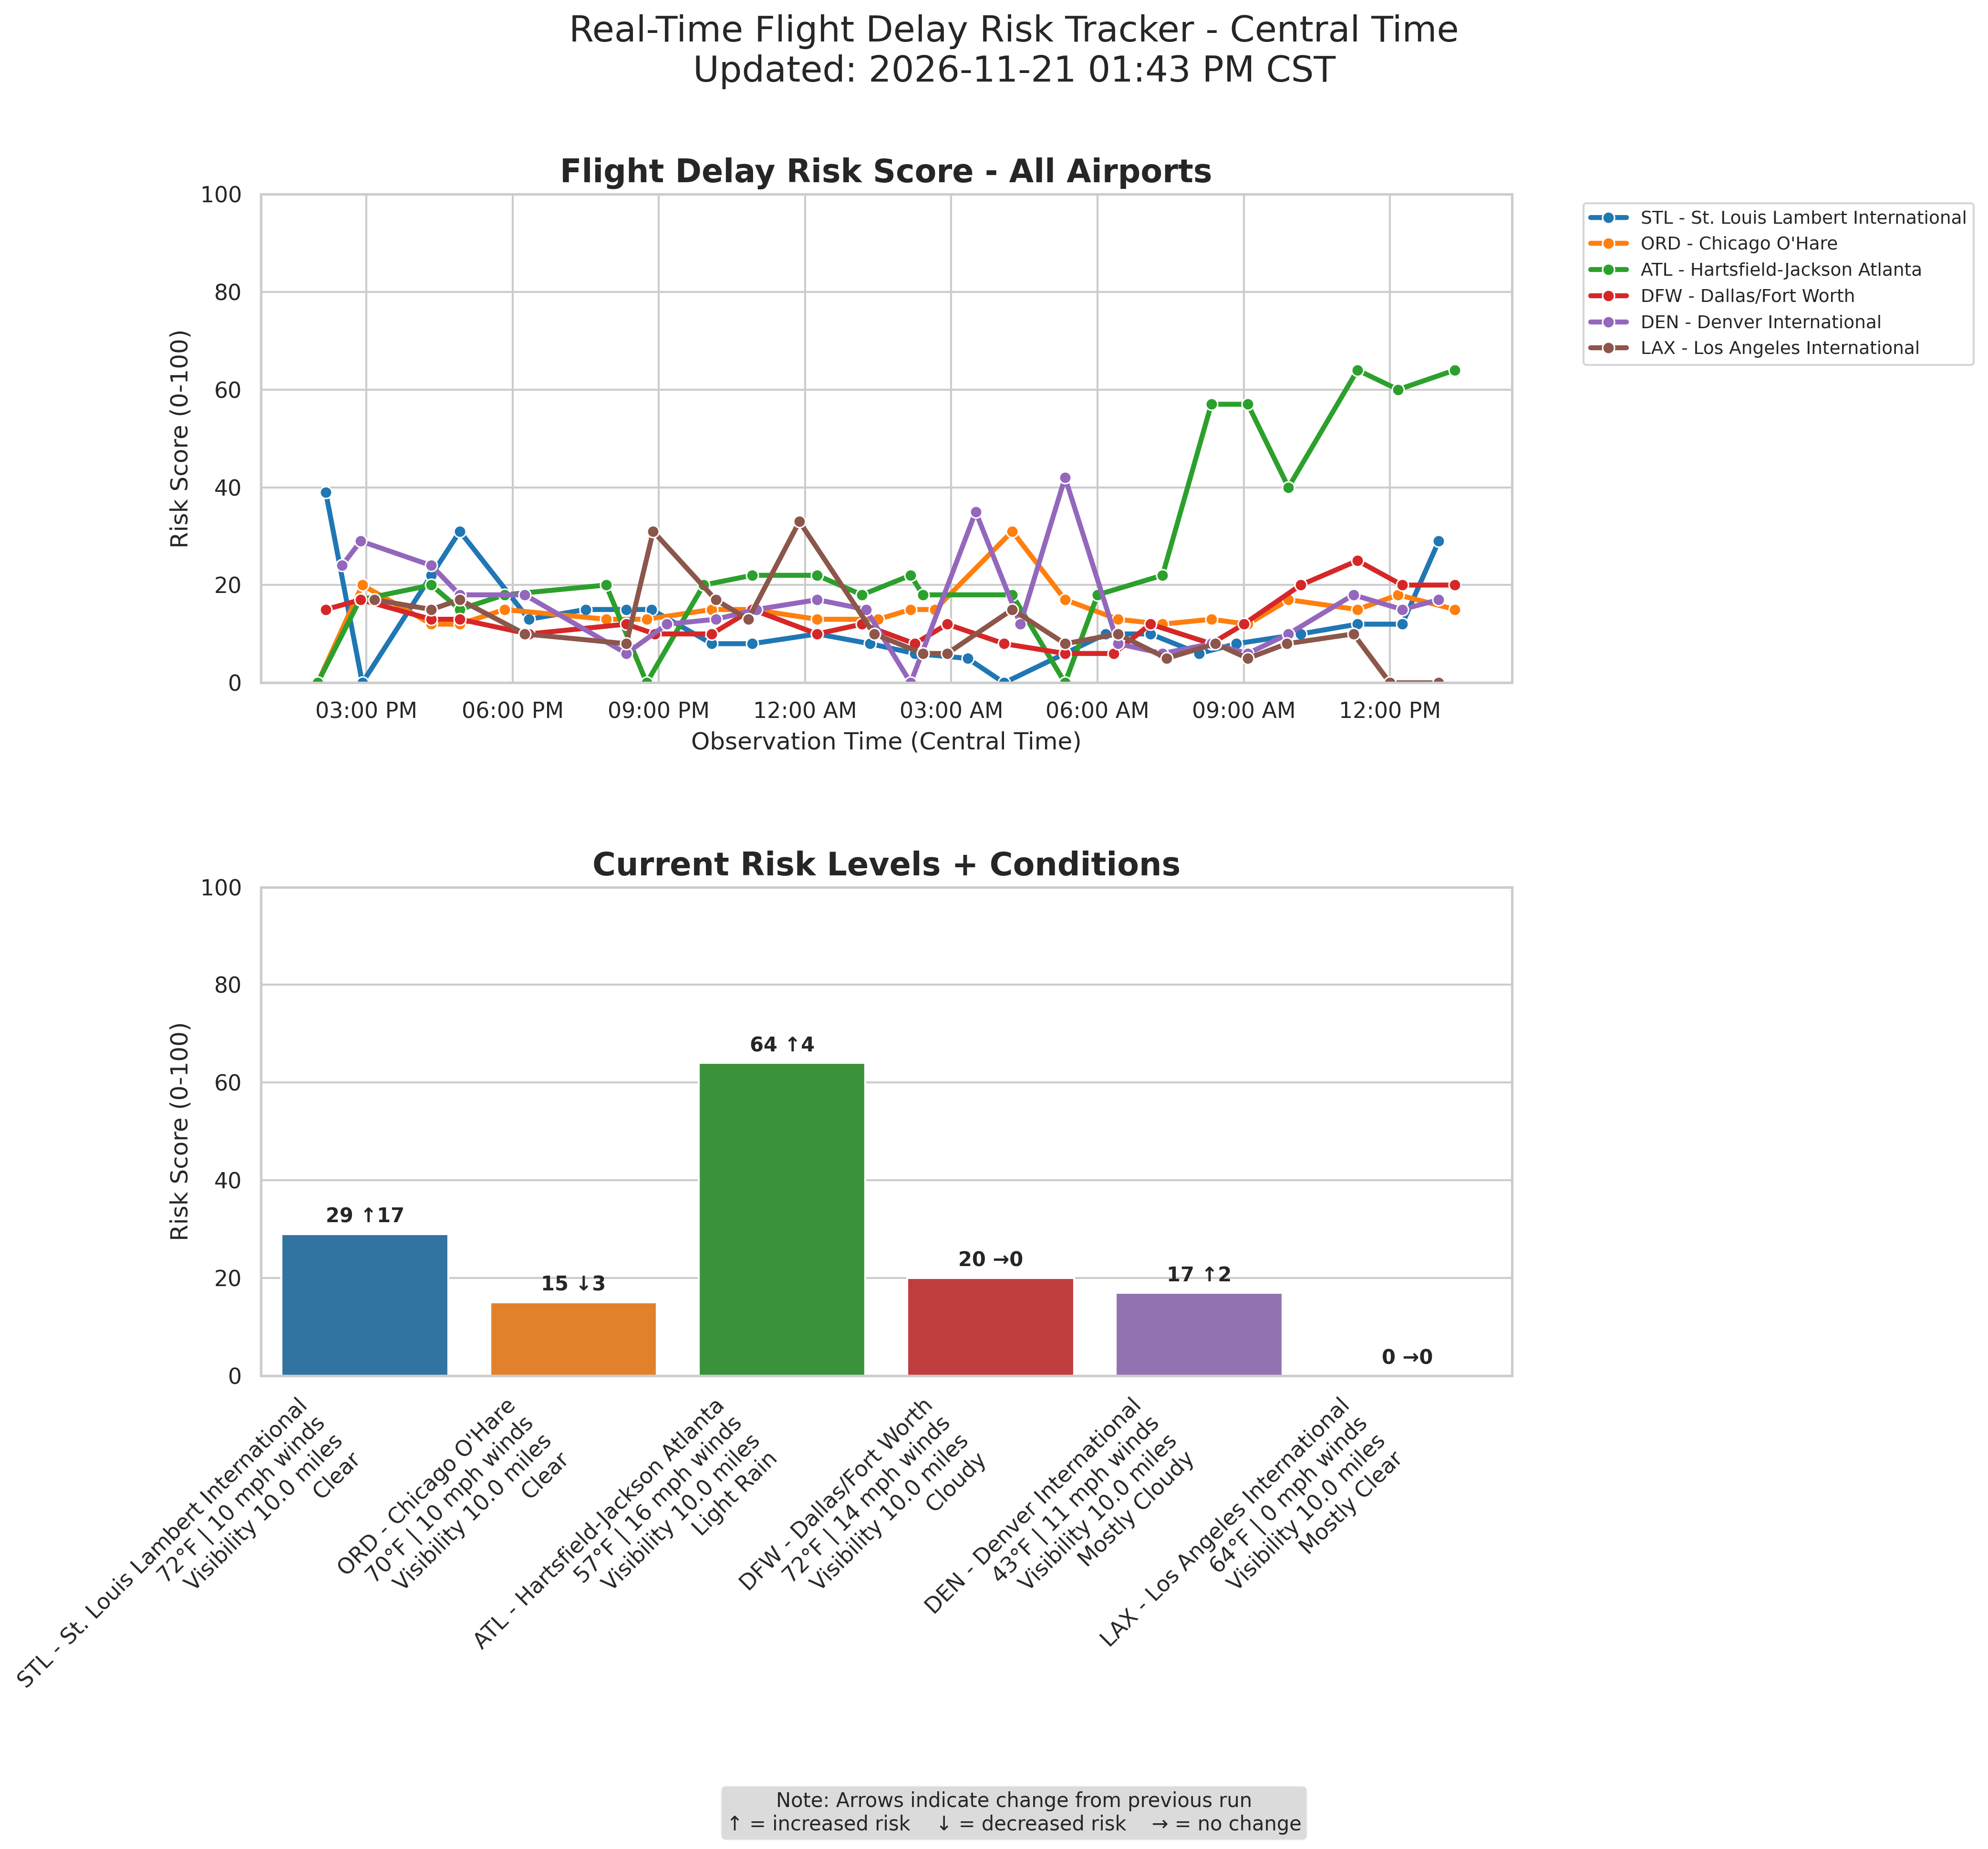 Real-Time Flight Delay Risk Tracker - Central Time
Updated: 2026-11-21 01:43 PM CST
Flight Delay Risk Score - All Airports
Risk Score (0-100)
100
80
60
40
20
0
03:00 PM
06:00 PM
09:00 PM
12:00 AM
03:00 AM
06:00 AM
09:00 AM
12:00 PM
Observation Time (Central Time)
STL - St. Louis Lambert International
ORD - Chicago O'Hare
ATL - Hartsfield-Jackson Atlanta
DFW - Dallas/Fort Worth
DEN - Denver International
LAX - Los Angeles International
Current Risk Levels + Conditions
Risk Score (0-100)
100
80
60
40
20
0
29 ↑17
15 ↓3
64 ↑4
20 →0
17 ↑2
0 →0
STL - St. Louis Lambert International
72°F | 10 mph winds
Visibility 10.0 miles
Clear
ORD - Chicago O'Hare
70°F | 10 mph winds
Visibility 10.0 miles
Clear
ATL - Hartsfield-Jackson Atlanta
57°F | 16 mph winds
Visibility 10.0 miles
Light Rain
DFW - Dallas/Fort Worth
72°F | 14 mph winds
Visibility 10.0 miles
Cloudy
DEN - Denver International
43°F | 11 mph winds
Visibility 10.0 miles
Mostly Cloudy
LAX - Los Angeles International
64°F | 0 mph winds
Visibility 10.0 miles
Mostly Clear
Note: Arrows indicate change from previous run
↑ = increased risk ↓ = decreased risk → = no change